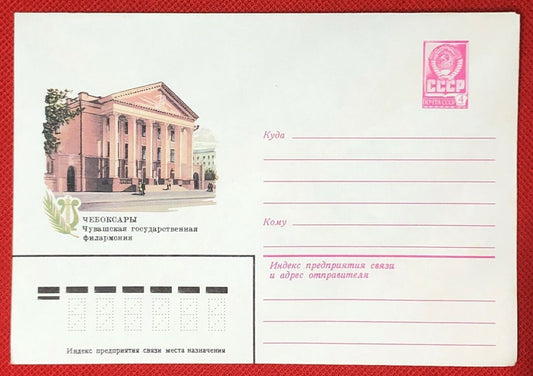 СССР
ПОЧТА СССР
4
Куда
Кому
ЧЕБОКСАРЫ
Чувашская государственная
филармония
Индекс предприятия связи
и адрес отправителя
Индекс предприятия связи места назначения